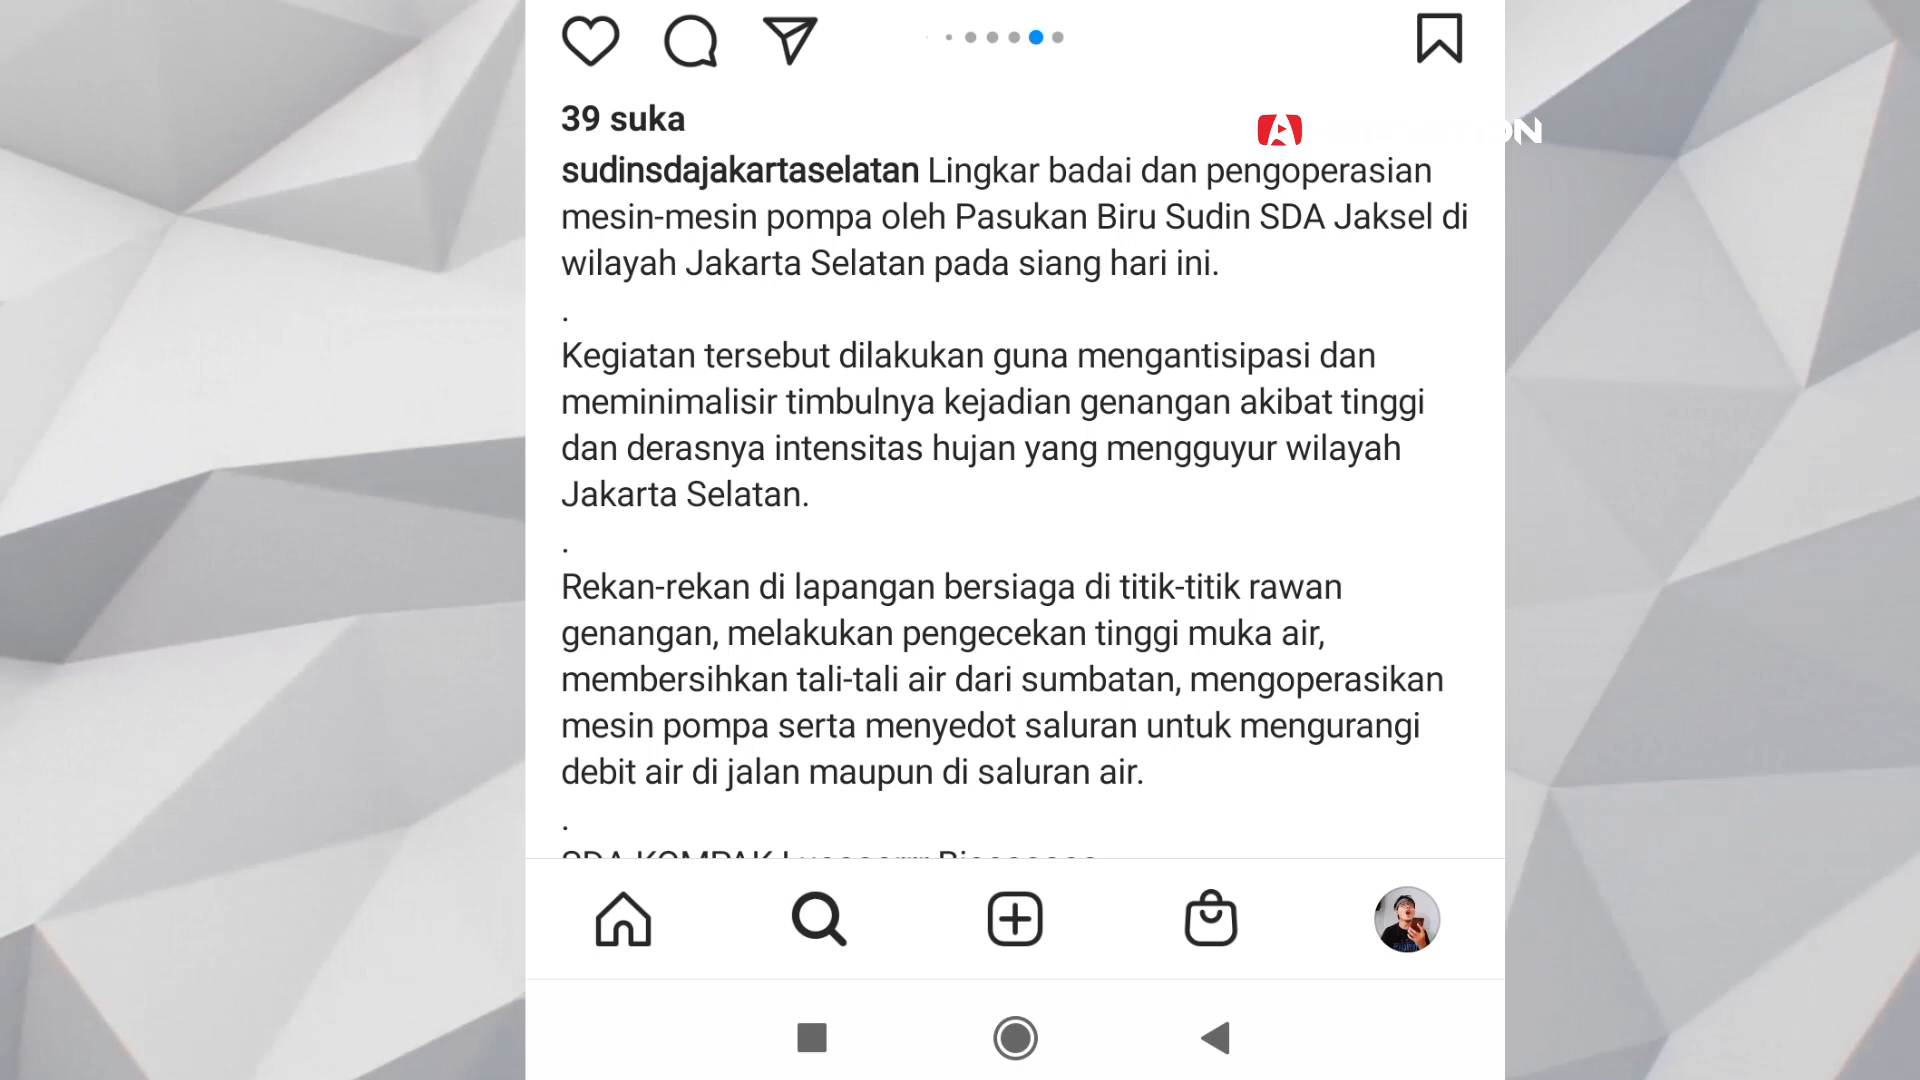 39 suka
sudinsdajakartaselatan Lingkar badai dan pengoperasian
mesin-mesin pompa oleh Pasukan Biru Sudin SDA Jaksel di
wilayah Jakarta Selatan pada siang hari ini.
.
Kegiatan tersebut dilakukan guna mengantisipasi dan
meminimalisir timbulnya kejadian genangan akibat tinggi
dan derasnya intensitas hujan yang mengguyur wilayah
Jakarta Selatan.
.
Rekan-rekan di lapangan bersiaga di titik-titik rawan
genangan, melakukan pengecekan tinggi muka air,
membersihkan tali-tali air dari sumbatan, mengoperasikan
mesin pompa serta menyedot saluran untuk mengurangi
debit air di jalan maupun di saluran air.
.
SDA KOMPAK